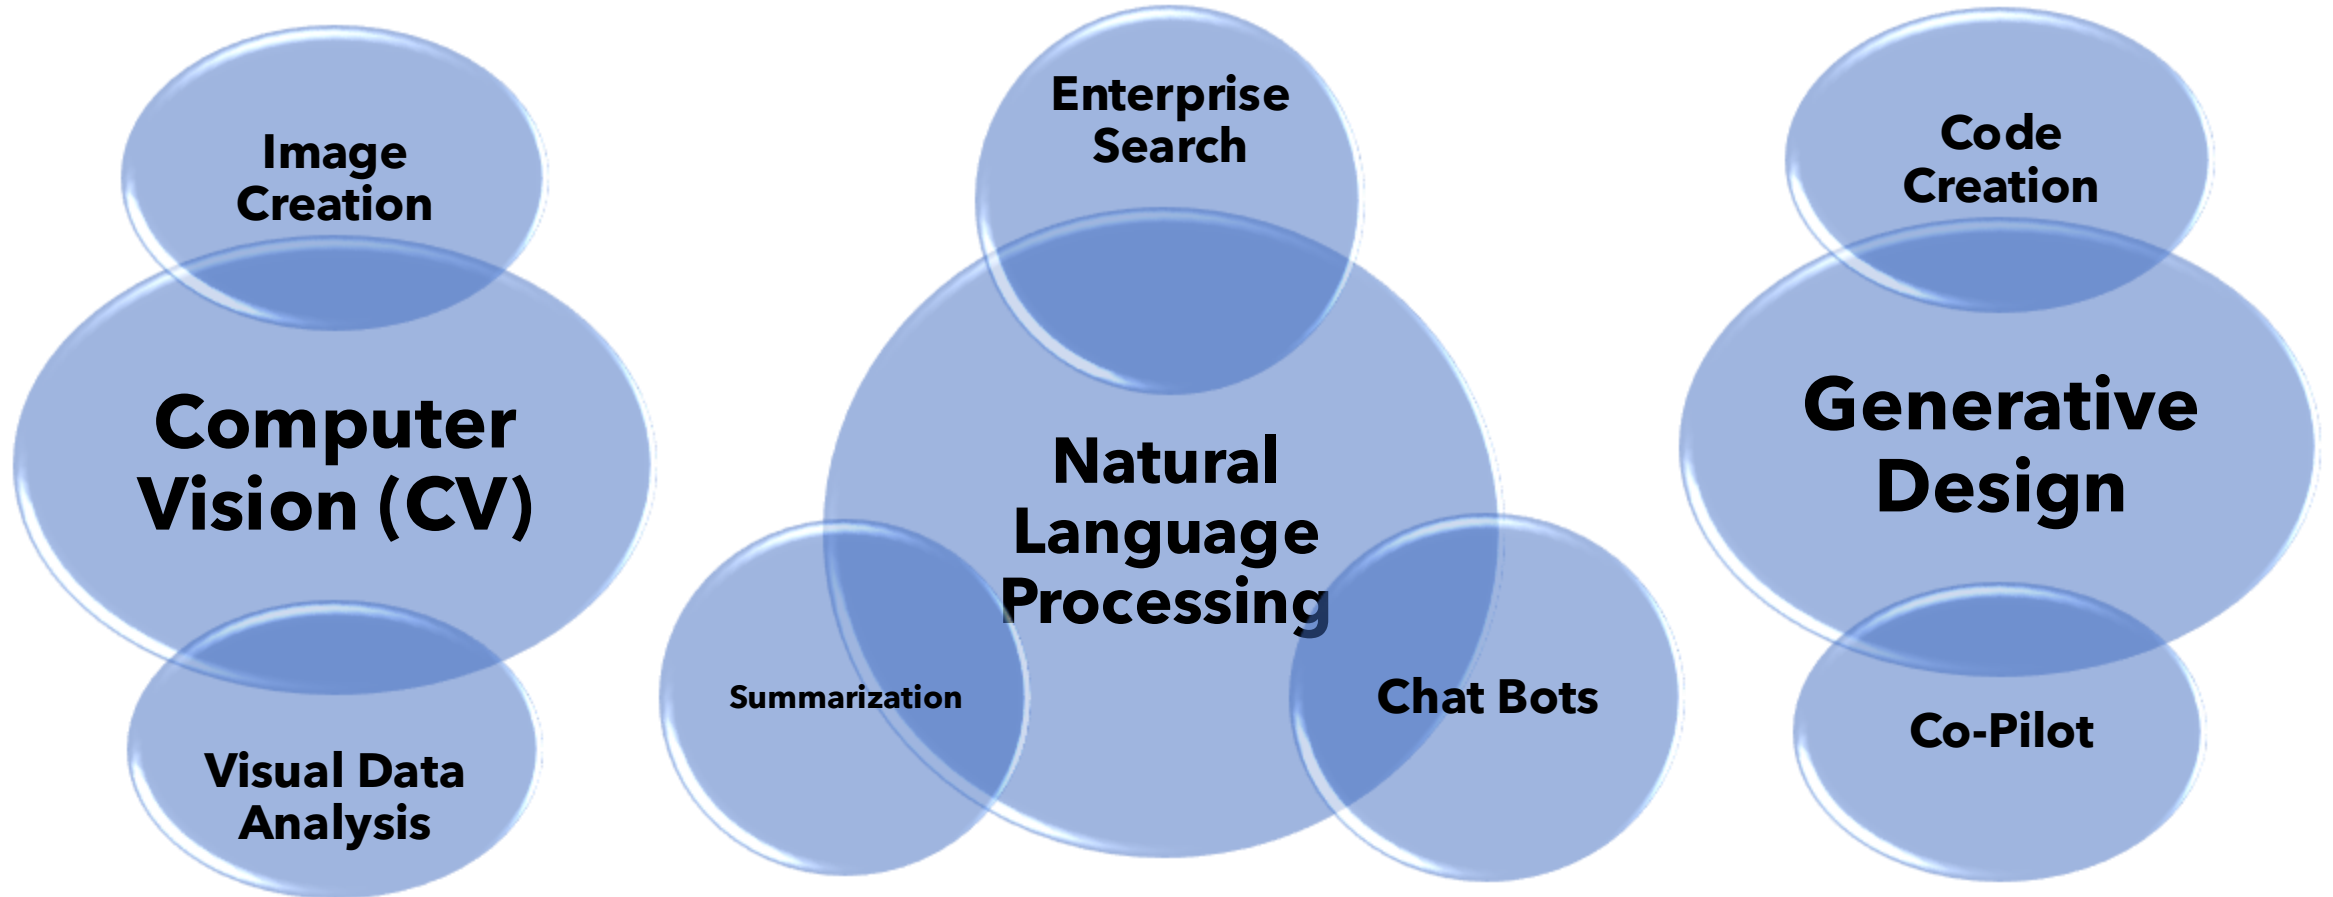 Image
Creation
Computer
Vision (CV)
Visual Data
Analysis
Enterprise
Search
Natural
Language
Processing
Summarization
Chat Bots
Code
Creation
Generative
Design
Co-Pilot